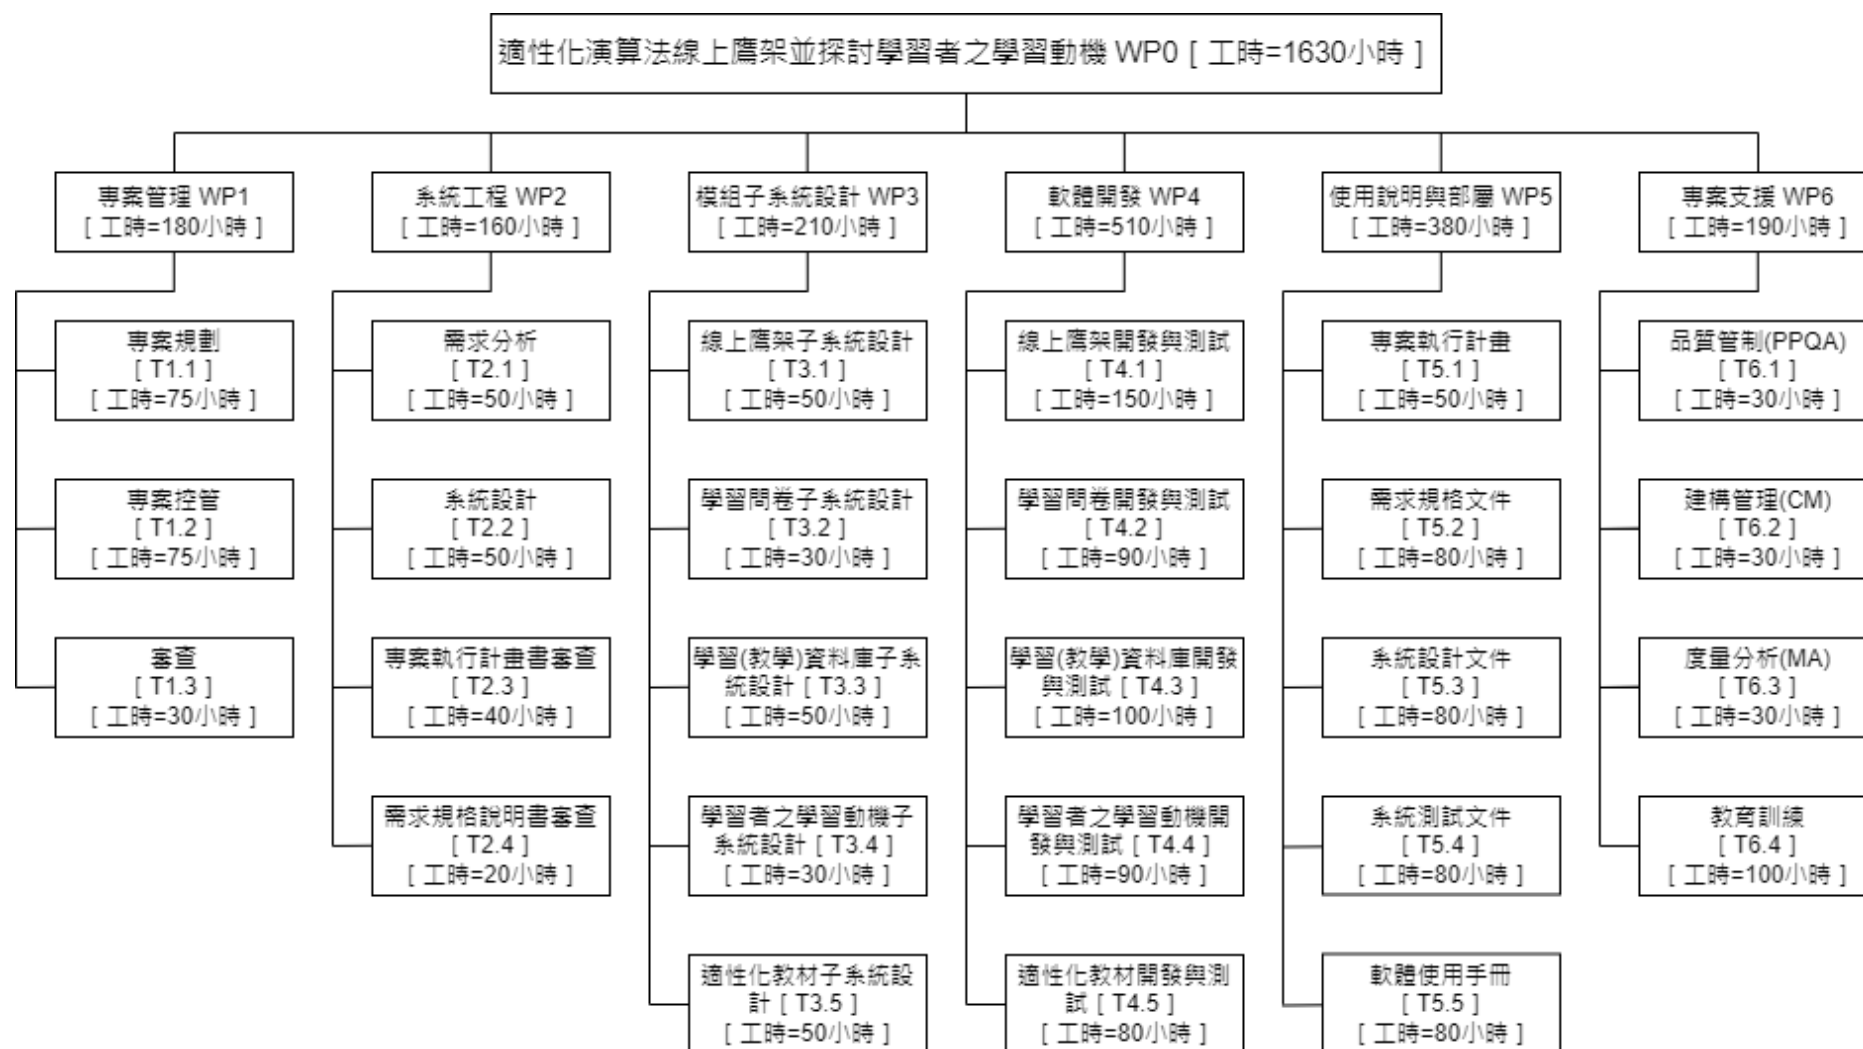 適性化演算法線上鷹架並探討學習者之學習動機 WP0 [ 工時=1630小時 ]
專案管理 WP1
[ 工時=180小時 ]
系統工程 WP2
[ 工時=160小時 ]
模組子系統設計 WP3
[ 工時=210小時 ]
軟體開發 WP4
[ 工時=510小時 ]
使用說明與部屬 WP5
[ 工時=380小時 ]
專案支援 WP6
[ 工時=190小時 ]
專案規劃
[ T1.1 ]
[ 工時=75小時 ]
需求分析
[ T2.1 ]
[ 工時=50小時 ]
線上鷹架子系統設計
[ T3.1 ]
[ 工時=50小時 ]
線上鷹架開發與測試
[ T4.1 ]
[ 工時=150小時 ]
專案執行計畫
[ T5.1 ]
[ 工時=50小時 ]
品質管制(PPQA)
[ T6.1 ]
[ 工時=30小時 ]
專案控管
[ T1.2 ]
[ 工時=75小時 ]
系統設計
[ T2.2 ]
[ 工時=50小時 ]
學習問卷子系統設計
[ T3.2 ]
[ 工時=30小時 ]
學習問卷開發與測試
[ T4.2 ]
[ 工時=90小時 ]
需求規格文件
[ T5.2 ]
[ 工時=80小時 ]
建構管理(CM)
[ T6.2 ]
[ 工時=30小時 ]
審查
[ T1.3 ]
[ 工時=30小時 ]
專案執行計畫書審查
[ T2.3 ]
[ 工時=40小時 ]
學習(教學)資料庫子系
統設計 [ T3.3 ]
[ 工時=50小時 ]
學習(教學)資料庫開發
與測試 [ T4.3 ]
[ 工時=100小時 ]
系統設計文件
[ T5.3 ]
[ 工時=80小時 ]
度量分析(MA)
[ T6.3 ]
[ 工時=30小時 ]
需求規格說明書審查
[ T2.4 ]
[ 工時=20小時 ]
學習者之學習動機子
系統設計 [ T3.4 ]
[ 工時=30小時 ]
學習者之學習動機開
發與測試 [ T4.4 ]
[ 工時=90小時 ]
系統測試文件
[ T5.4 ]
[ 工時=80小時 ]
教育訓練
[ T6.4 ]
[ 工時=100小時 ]
適性化教材子系統設
計 [ T3.5 ]
[ 工時=50小時 ]
適性化教材開發與測
試 [ T4.5 ]
[ 工時=80小時 ]
軟體使用手冊
[ T5.5 ]
[ 工時=80小時 ]